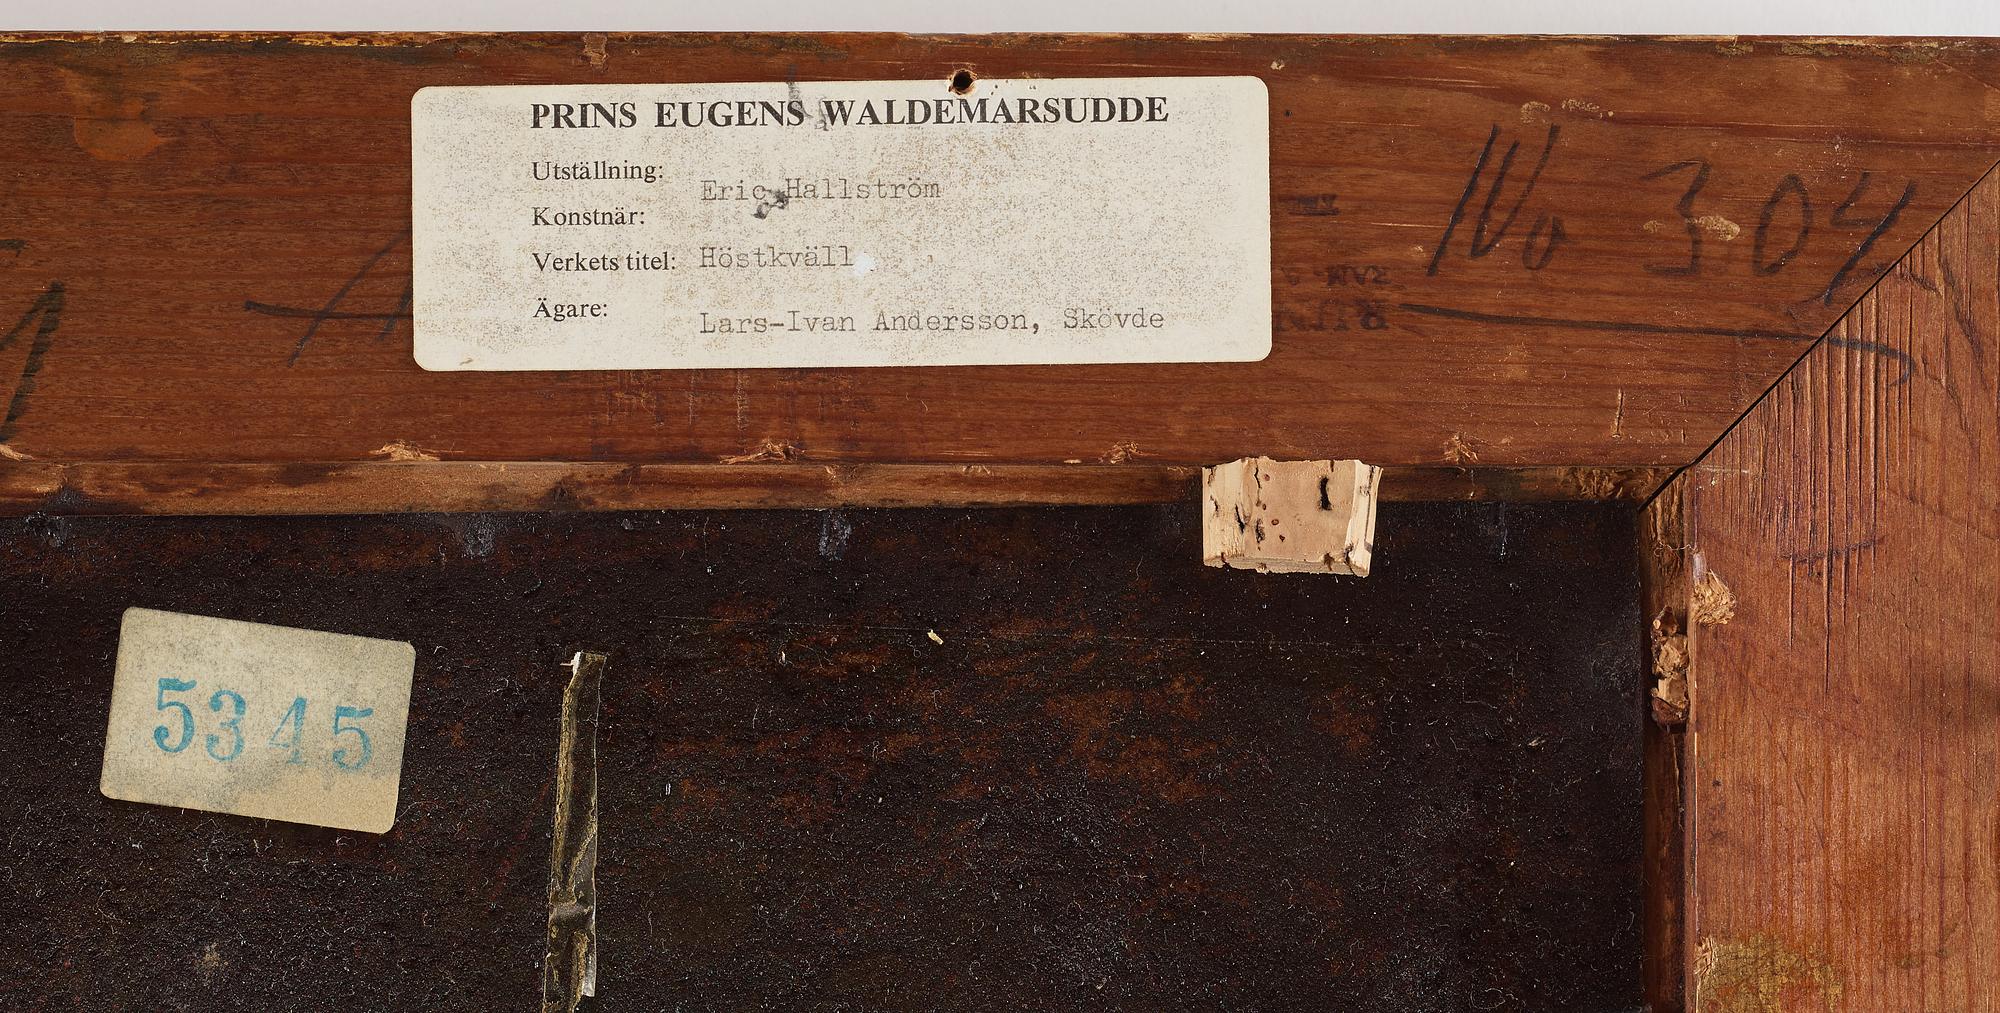 PRINS EUGENS WALDEMARSUDDE
Utställning:
Eric Hallström
Konstnär:
Verkets titel: Höstkväll
Ägare:
Lars-Ivan Andersson, Skövde
No 304
5345